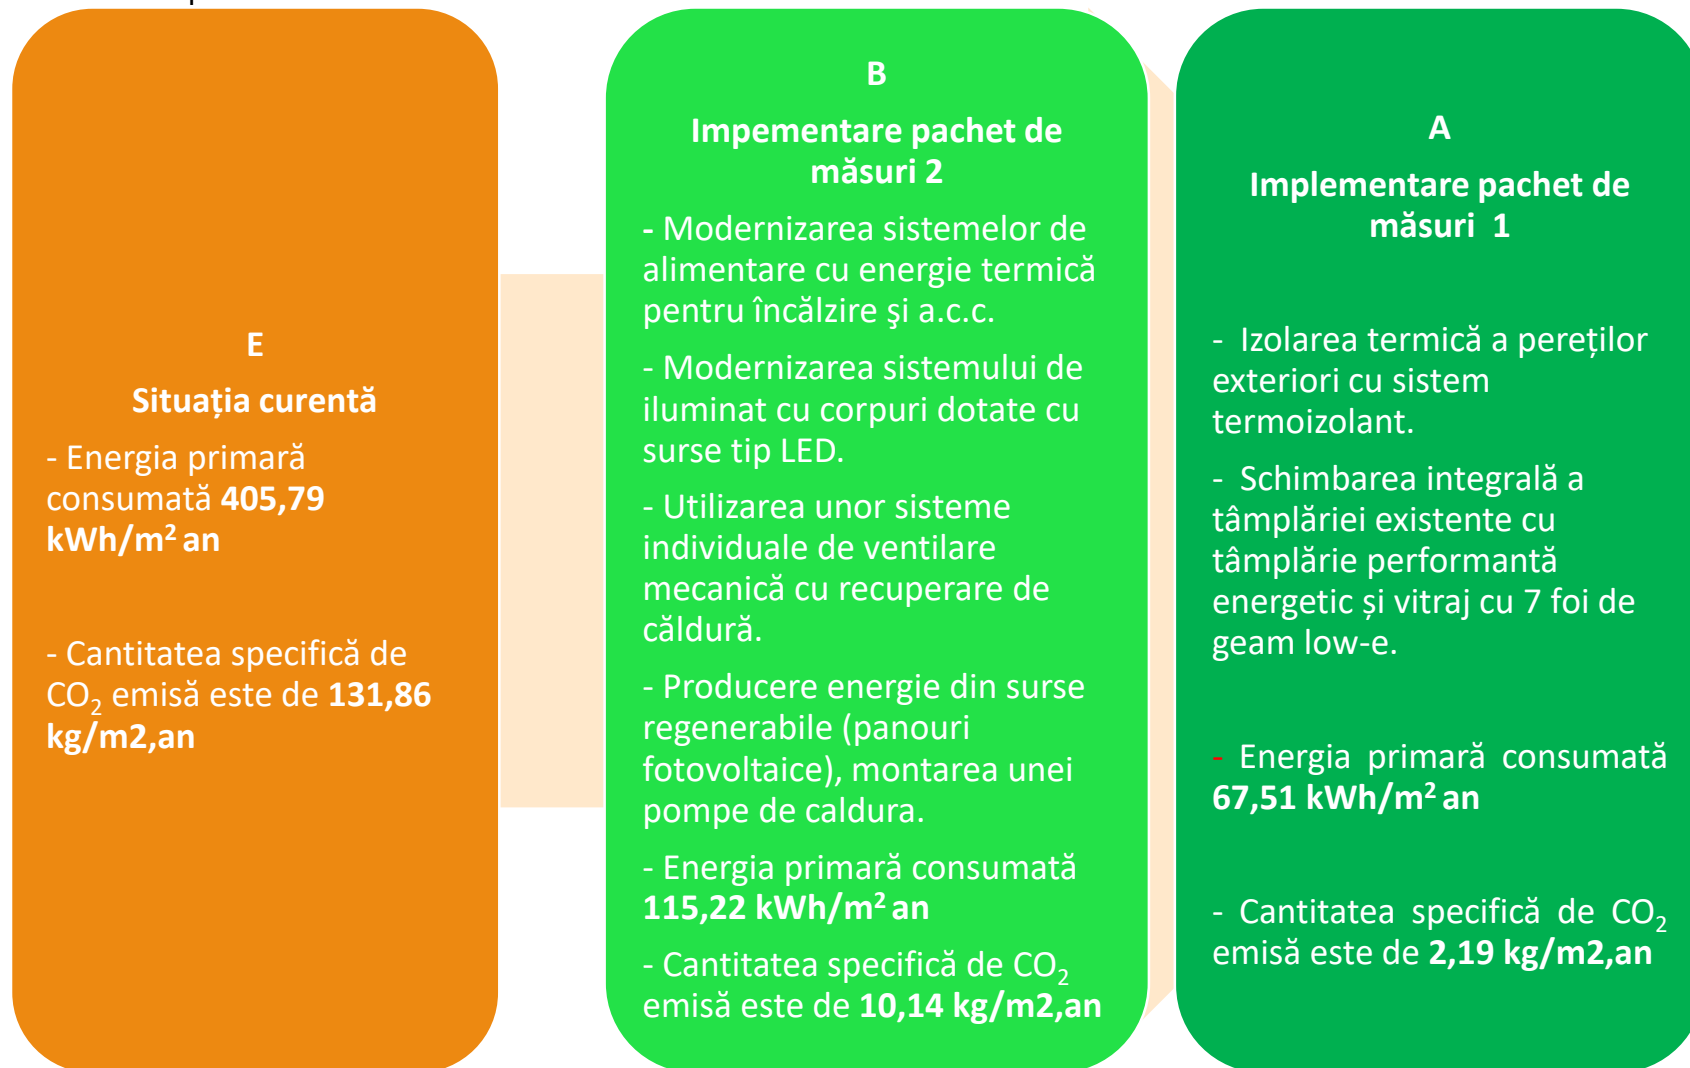 E
Situația curentă
- Energia primară
consumată 405,79
kWh/m² an
- Cantitatea specifică de
CO₂ emisă este de 131,86
kg/m2,an
B
Impementare pachet de
măsuri 2
- Modernizarea sistemelor de
alimentare cu energie termică
pentru încălzire şi a.c.c.
- Modernizarea sistemului de
iluminat cu corpuri dotate cu
surse tip LED.
- Utilizarea unor sisteme
individuale de ventilare
mecanică cu recuperare de
căldură.
- Producere energie din surse
regenerabile (panouri
fotovoltaice), montarea unei
pompe de caldura.
- Energia primară consumată
115,22 kWh/m² an
- Cantitatea specifică de CO₂
emisă este de 10,14 kg/m2,an
A
Implementare pachet de
măsuri 1
- Izolarea termică a pereților
exteriori cu sistem
termoizolant.
- Schimbarea integrală a
tâmplăriei existente cu
tâmplărie performantă
energetic și vitraj cu 7 foi de
geam low-e.
- Energia primară consumată
67,51 kWh/m² an
- Cantitatea specifică de CO₂
emisă este de 2,19 kg/m2,an